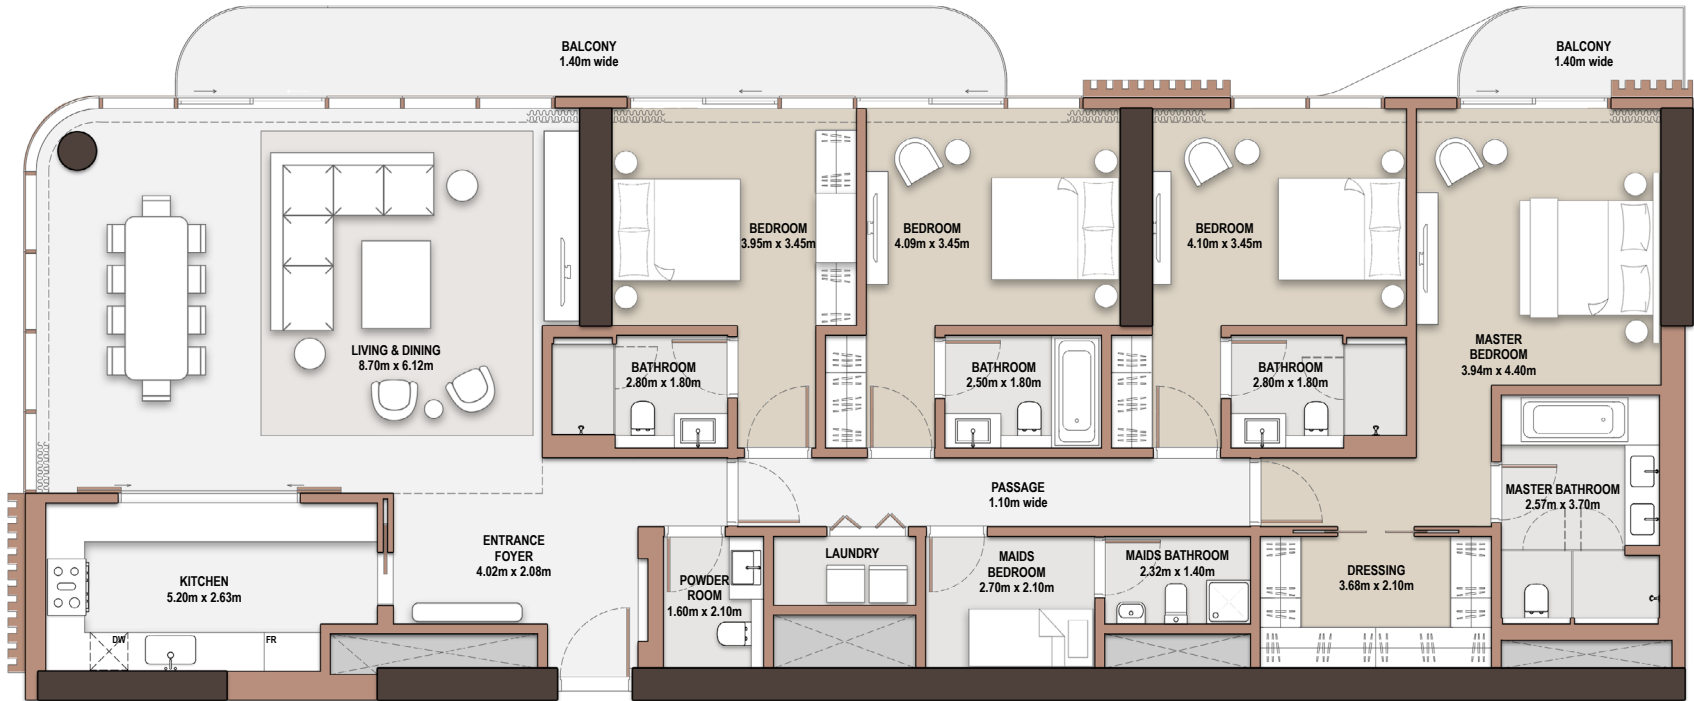 BALCONY
1.40m wide
BALCONY
1.40m wide
BEDROOM
3.95m x 3.45m
BEDROOM
4.09m x 3.45m
BEDROOM
4.10m x 3.45m
LIVING & DINING
8.70m x 6.12m
MASTER
BEDROOM
3.94m x 4.40m
BATHROOM
2.80m x 1.80m
BATHROOM
2.50m x 1.80m
BATHROOM
2.80m x 1.80m
PASSAGE
1.10m wide
MASTER BATHROOM
2.57m x 3.70m
ENTRANCE
FOYER
4.02m x 2.08m
KITCHEN
5.20m x 2.63m
POWDER
ROOM
1.60m x 2.10m
LAUNDRY
MAIDS
BEDROOM
2.70m x 2.10m
MAIDS BATHROOM
2.32m x 1.40m
DRESSING
3.68m x 2.10m
DW
FR